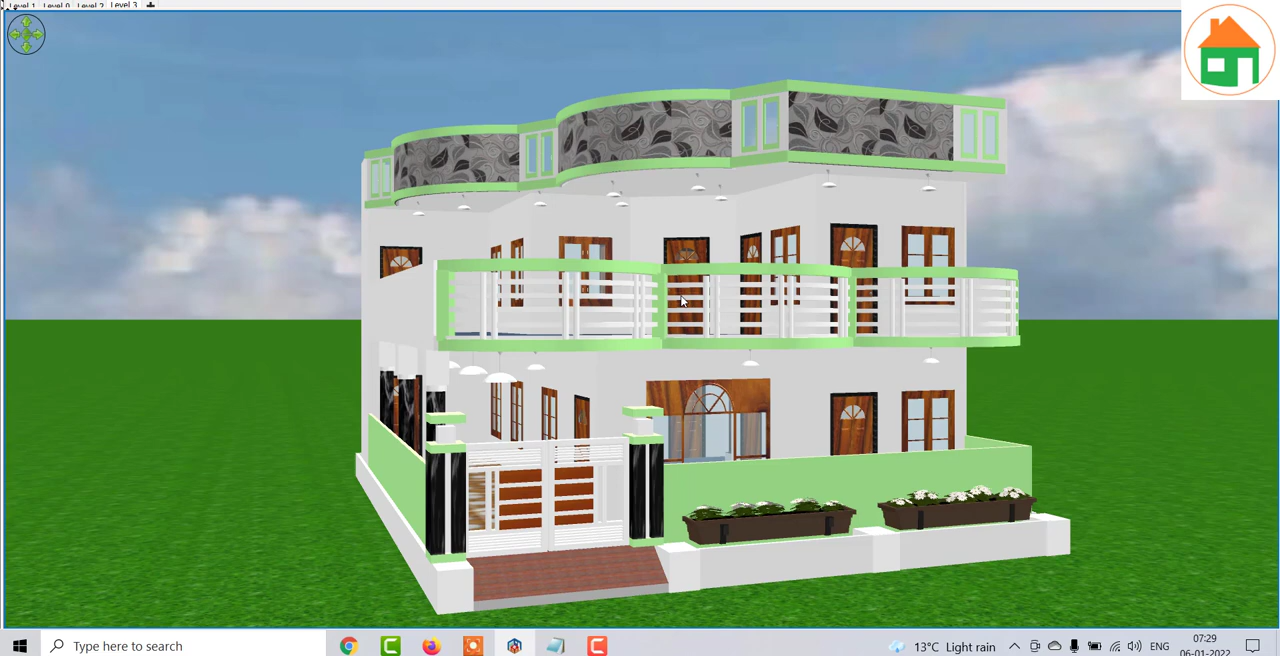 Level 1 Level 0 Level 2 Level 3
Type here to search
13°C Light rain
ENG
07:29
06-01-2022